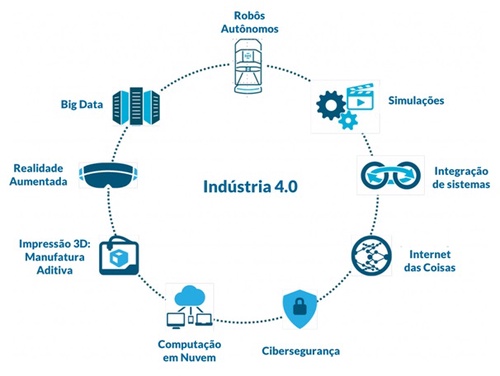 Robôs
Autônomos
Simulações
Integração
de sistemas
Internet
das Coisas
Cibersegurança
Computação
em Nuvem
Impressão 3D:
Manufatura
Aditiva
Realidade
Aumentada
Big Data
Indústria 4.0